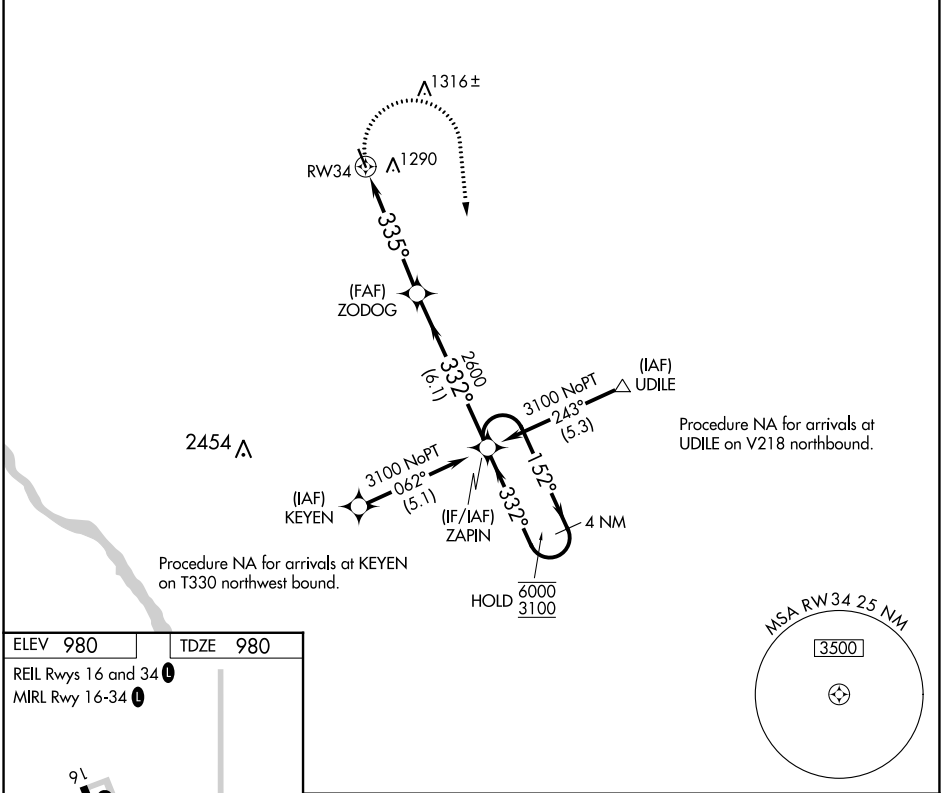 1316±
RW34
1290
335°
(FAF)
ZODOG
2600
332°
(6.1)
(IAF)
UDILE
3100 NoPT
243°
(5.3)
Procedure NA for arrivals at
UDILE on V218 northbound.
2454
3100 NoPT
062°
(5.1)
(IAF)
KEYEN
(IF/IAF)
ZAPIN
152°
332°
4 NM
Procedure NA for arrivals at KEYEN
on T330 northwest bound.
HOLD 6000
3100
MSA RW34 25 NM
3500
ELEV 980 TDZE 980
REIL Rwys 16 and 34 L
MIRL Rwy 16-34 L
16